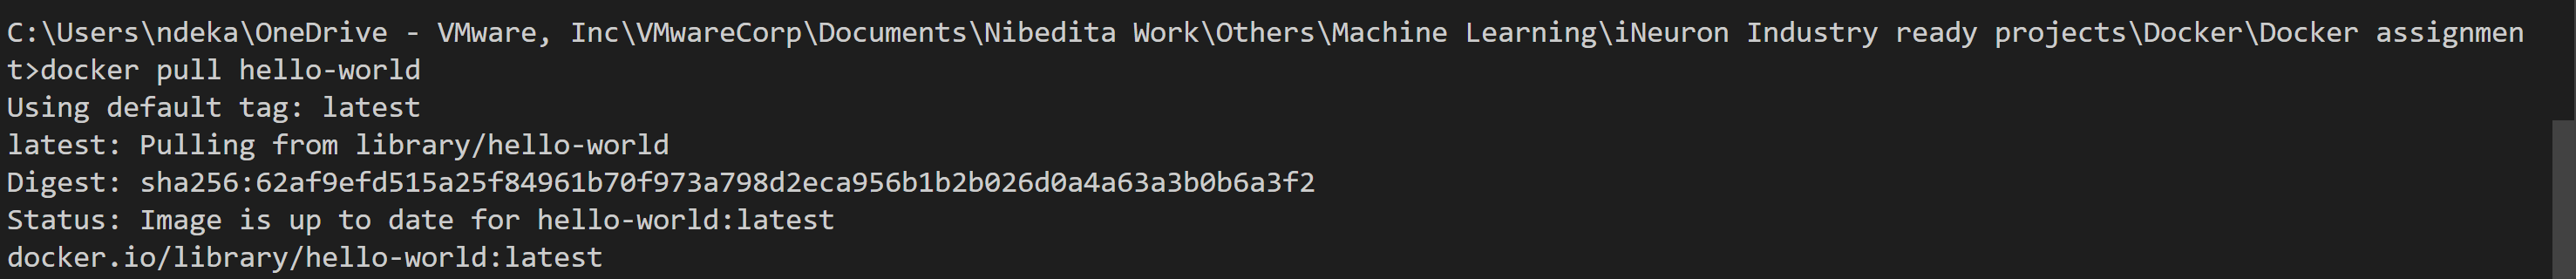 C:\Users\ndeka\OneDrive - VMware, Inc\VMwareCorp\Documents\Nibedita Work\Others\Machine Learning\iNeuron Industry ready projects\Docker\Docker assignmen
t>docker pull hello-world
Using default tag: latest
latest: Pulling from library/hello-world
Digest: sha256:62af9efd515a25f84961b70f973a798d2eca956b1b2b026d0a4a63a3b0b6a3f2
Status: Image is up to date for hello-world:latest
docker.io/library/hello-world:latest